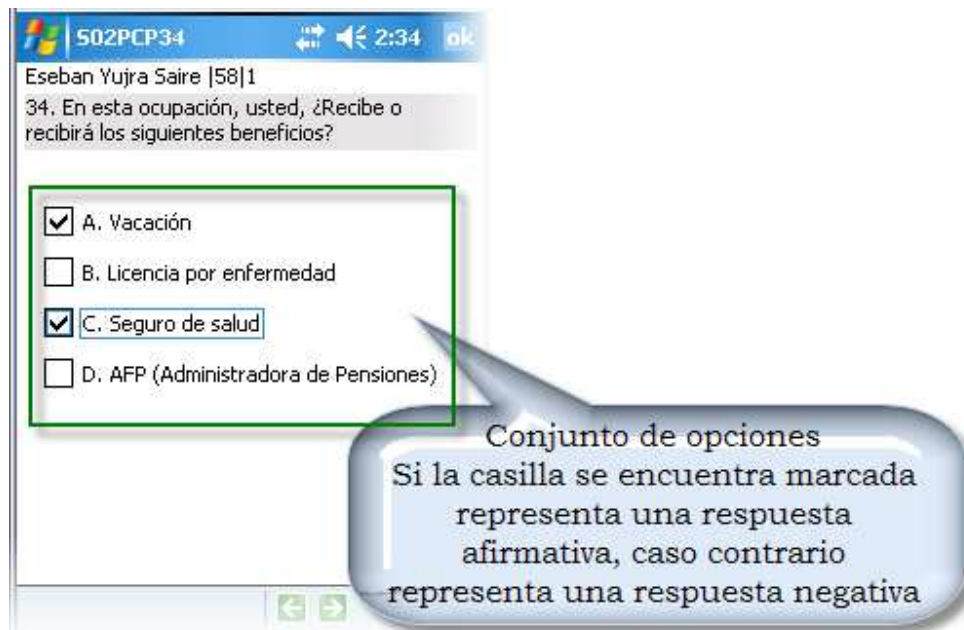 S02PCP34 2:34 ok
Eseban Yujra Saire |58|1
34. En esta ocupación, usted, ¿Recibe o
recibirá los siguientes beneficios?
A. Vacación
B. Licencia por enfermedad
C. Seguro de salud
D. AFP (Administradora de Pensiones)
Conjunto de opciones
Si la casilla se encuentra marcada
representa una respuesta
afirmativa, caso contrario
representa una respuesta negativa